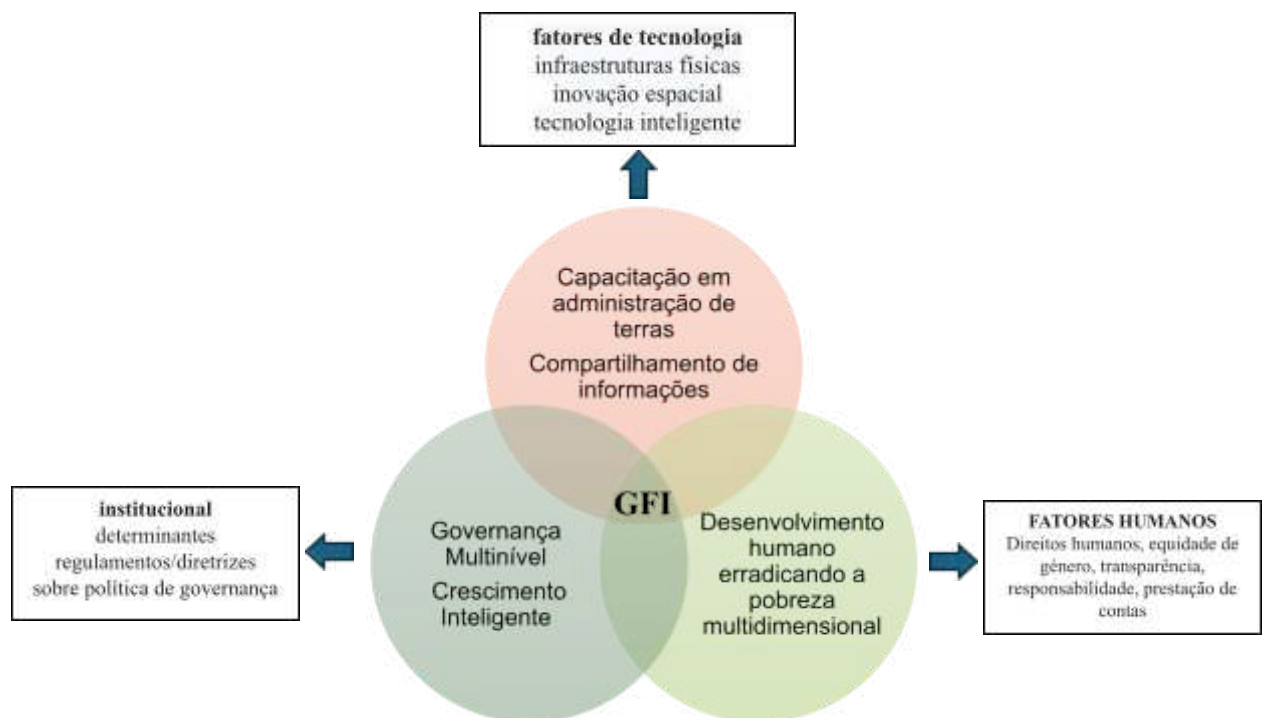 fatores de tecnologia
infraestruturas físicas
inovação espacial
tecnologia inteligente
Capacitação em
administração de
terras
Compartilhamento de
informações
institucional
determinantes
regulamentos/diretrizes
sobre política de governança
Governança
Multinível
Crescimento
Inteligente
GFI
Desenvolvimento
humano
erradicando a
pobreza
multidimensional
FATORES HUMANOS
Direitos humanos, equidade de
género, transparência,
responsabilidade, prestação de
contas